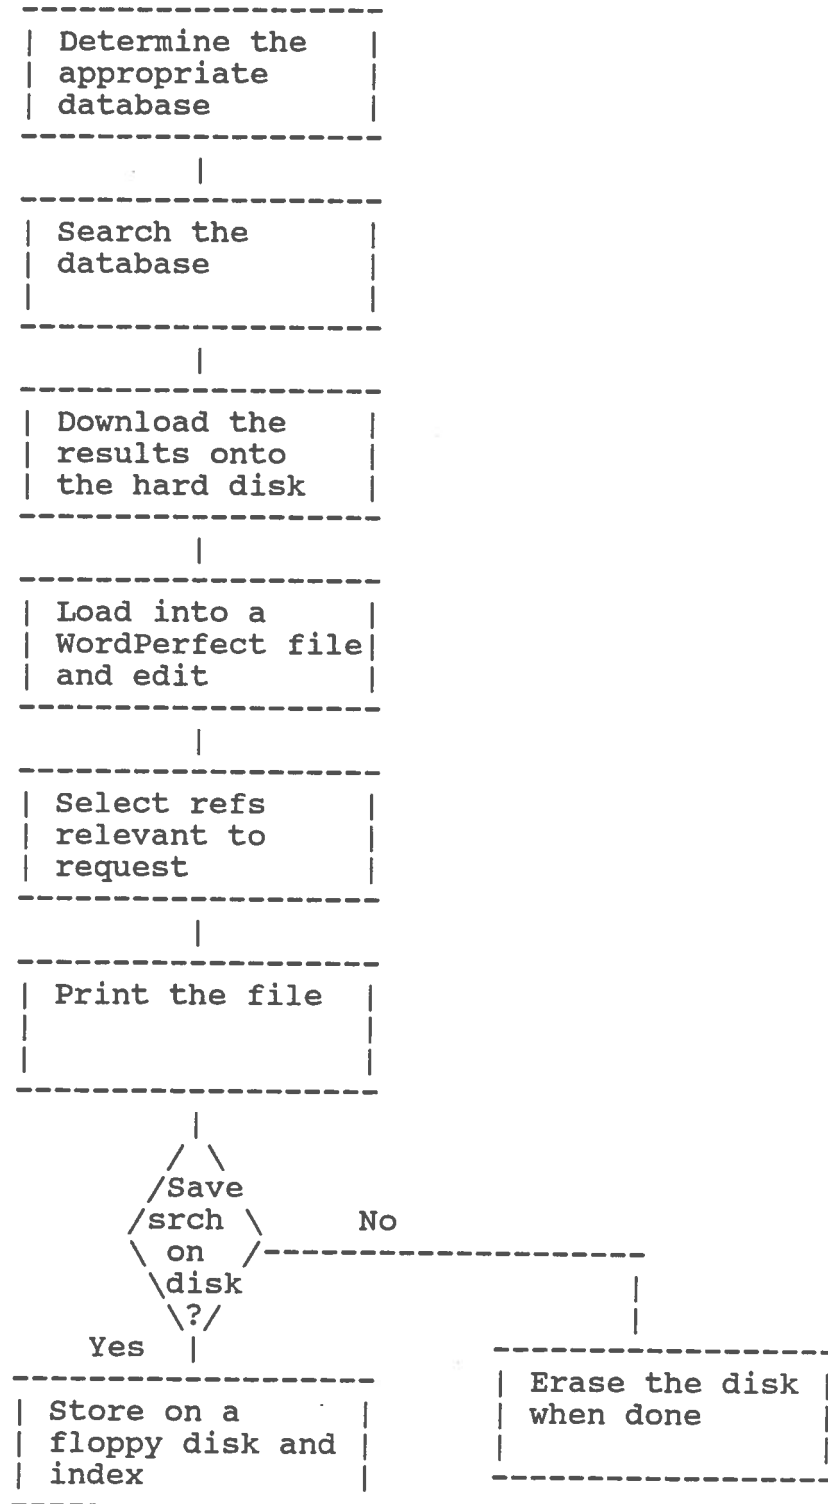 Determine the
appropriate
database
Search the
database
Download the
results onto
the hard disk
Load into a
WordPerfect file
and edit
Select refs
relevant to
request
Print the file
Save
srch
on
disk
?
No
Yes
Store on a
floppy disk and
index
Erase the disk
when done